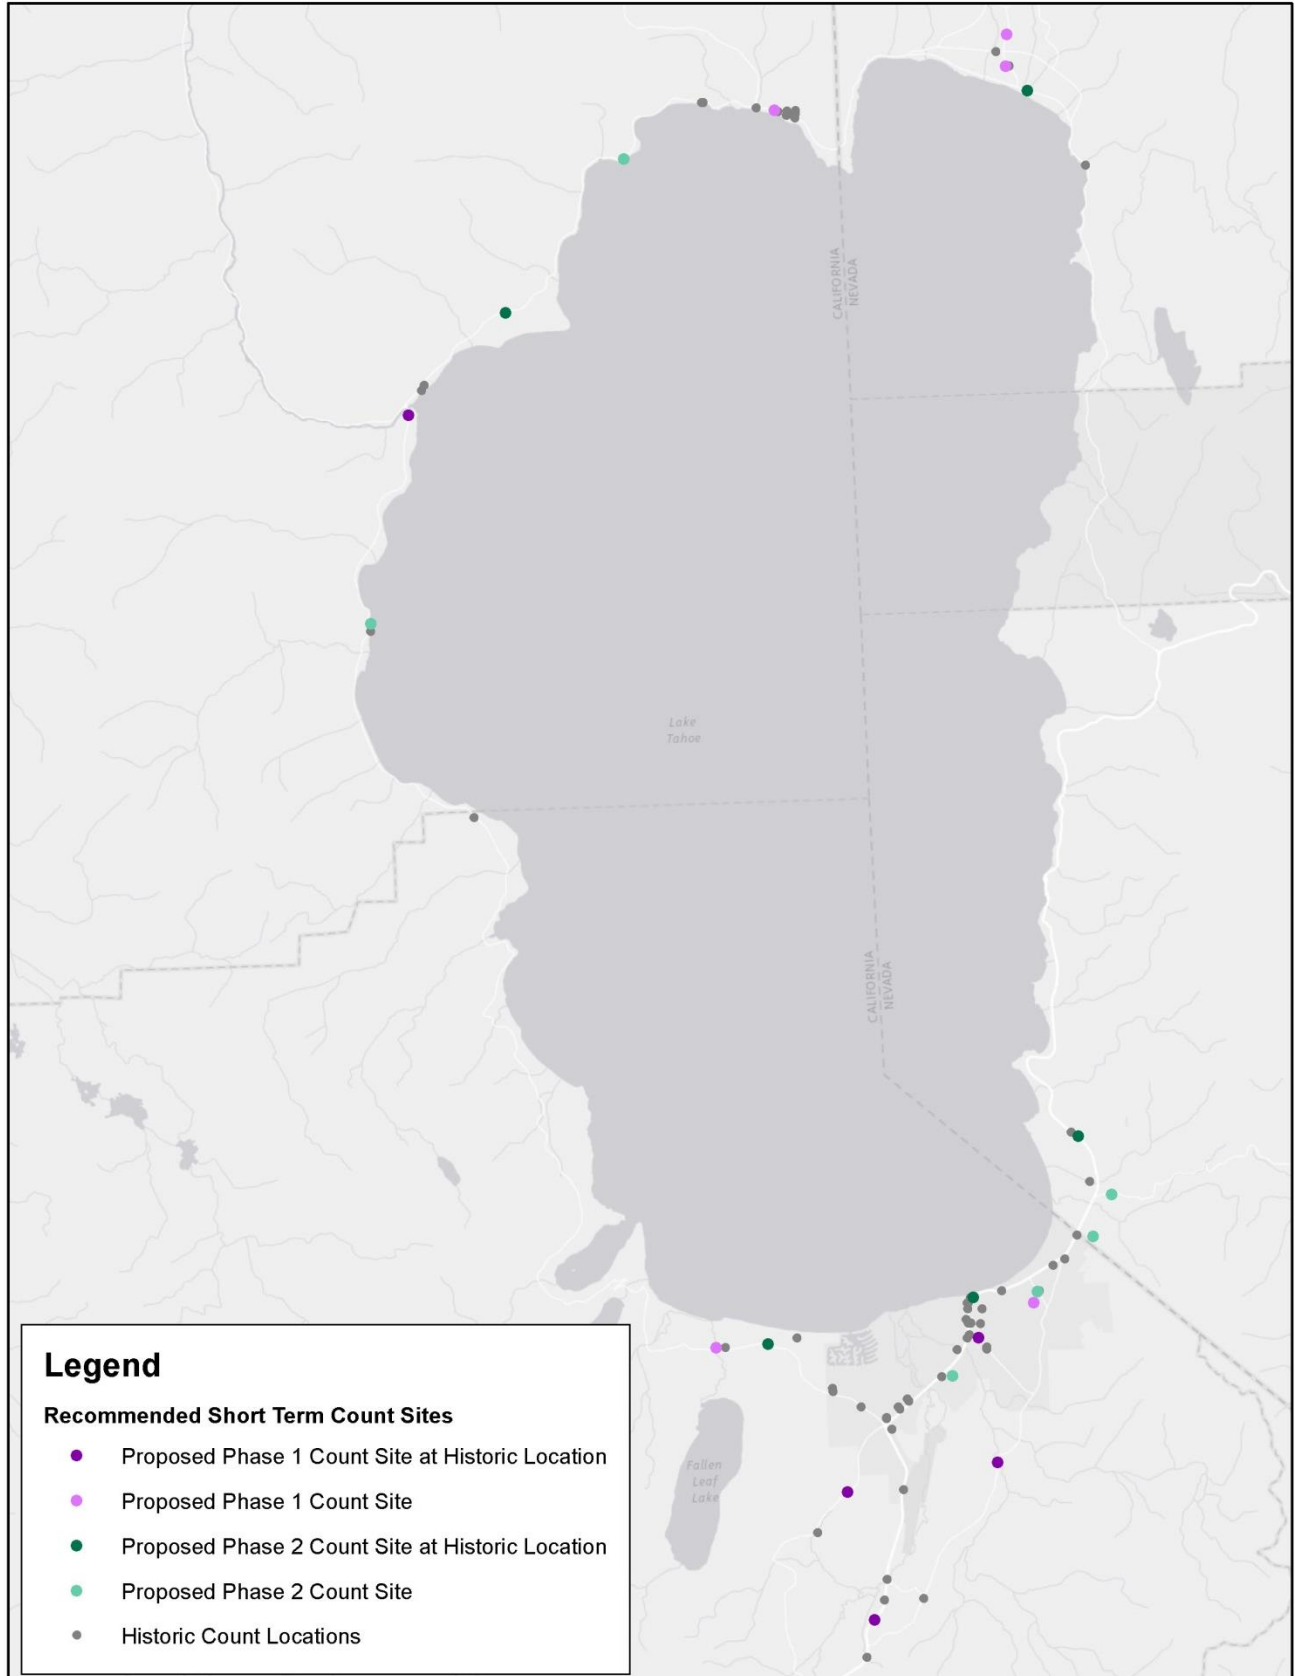 CALIFORNIA
NEVADA
Lake
Tahoe
CALIFORNIA
NEVADA
Fallen
Leaf
Lake
Legend
Recommended Short Term Count Sites
Proposed Phase 1 Count Site at Historic Location
Proposed Phase 1 Count Site
Proposed Phase 2 Count Site at Historic Location
Proposed Phase 2 Count Site
Historic Count Locations